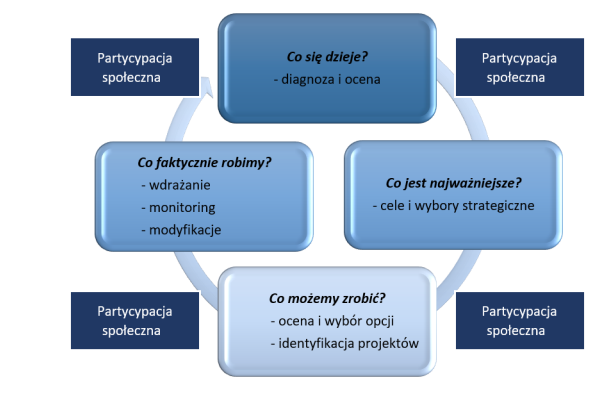 Partycypacja
społeczna
Co się dzieje?
- diagnoza i ocena
Partycypacja
społeczna
Co faktycznie robimy?
- wdrażanie
- monitoring
- modyfikacje
Co jest najważniejsze?
- cele i wybory strategiczne
Partycypacja
społeczna
Co możemy zrobić?
- ocena i wybór opcji
- identyfikacja projektów
Partycypacja
społeczna